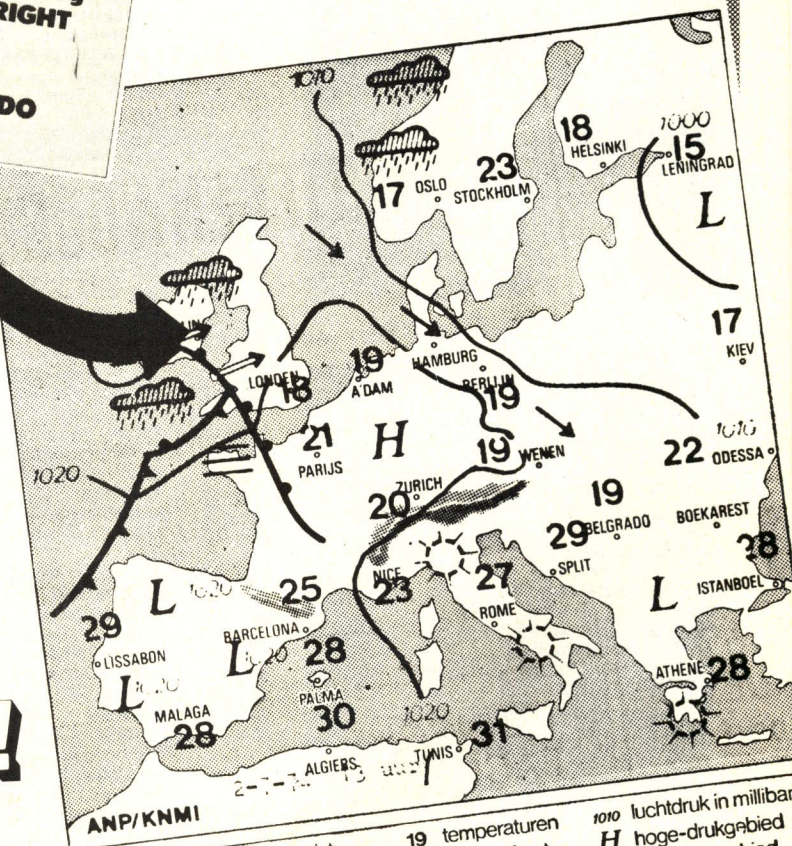 RIGHT
DO
1010
18
HELSINKI
1000
15
LENINGRAD
L
17 OSLO
23
STOCKHOLM
17
KIEV
LONDEN
18
19
A'DAM
HAMBURG
BERLIJN
19
21
PARIJS
H
19 WENEN
22 ODESSA
1010
1020
ZURICH
20
19
BELGRADO
BOEKAREST
29
SPLIT
28
ISTANBOEL
NICE
23
27
ROME
L
L 1020
25
BARCELONA
29
LISSABON
L 1020
28
PALMA
L 1020
MALAGA
28
30
ALGIERS
1020
TUNIS 31
ATHENE 28
ANP/KNMI
19 temperaturen
1010 luchtdruk in millibar
H hoge-drukgebied